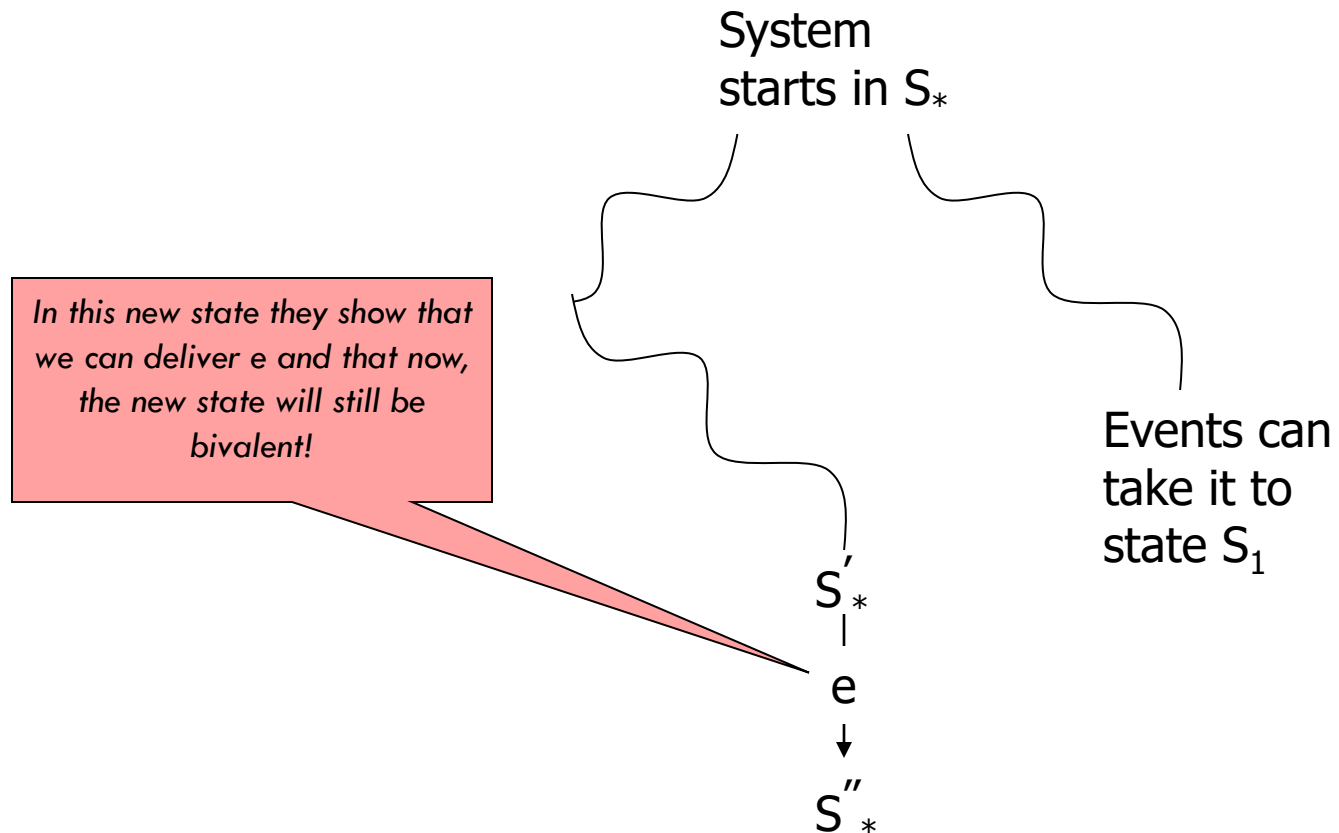 System
starts in S*
In this new state they show that
we can deliver e and that now,
the new state will still be
bivalent!
Events can
take it to
state S₁
S'*
e
S''*